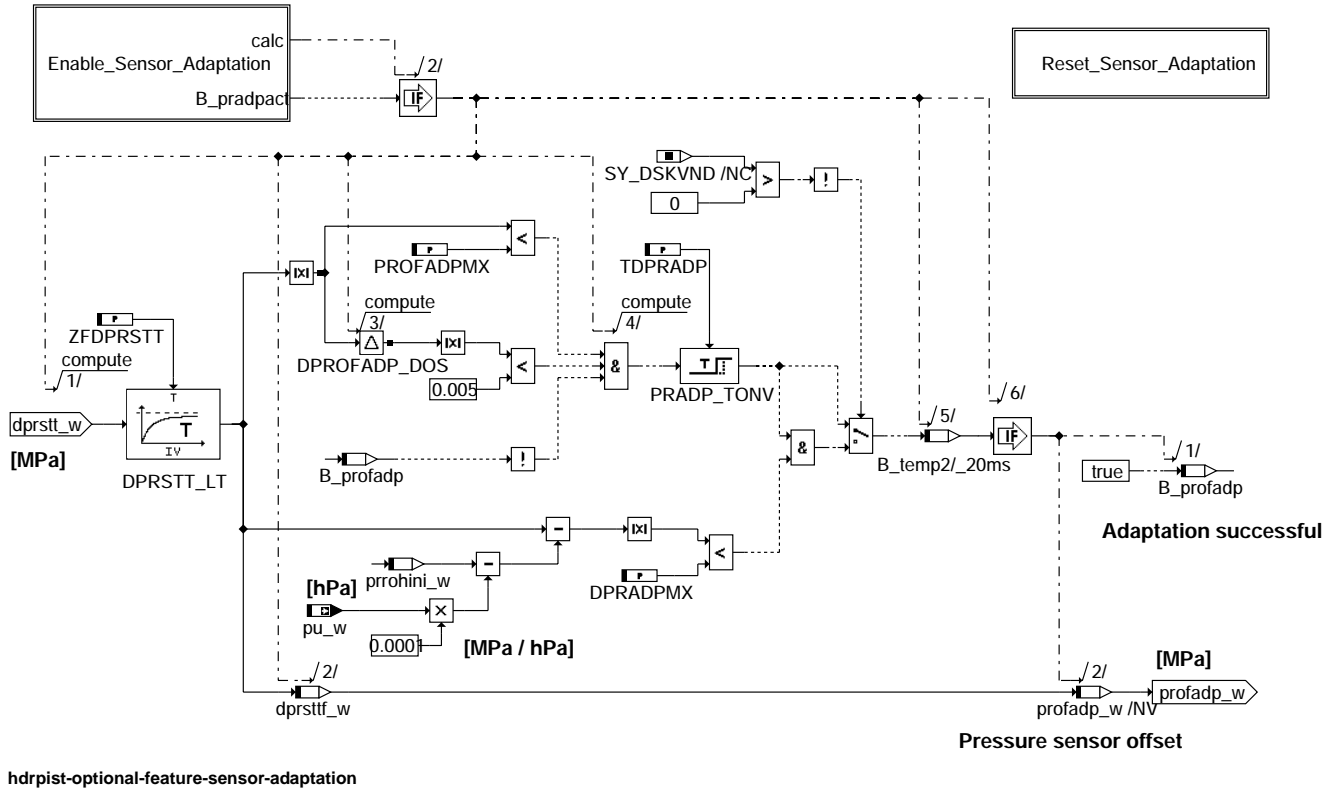 calc
Enable_Sensor_Adaptation
B_pradpact
2/
IF
Reset_Sensor_Adaptation
SY_DSKVND /NC
>
!
0
P
PROFADPMX
<
P
TDPRADP
|x|
compute
3/
compute
4/
P
ZFDPRSTT
compute
1/
Δ
|x|
DPROFADP_DOS
<
0.005
&
T
PRADP_TONV
6/
5/
T
T
IV
dprstt_w
[MPa]
DPRSTT_LT
IF
&
B_temp2/_20ms
1/
true
B_profadp
B_profadp
!
Adaptation successful
-
|x|
<
prrohini_w
-
P
DPRADPMX
[hPa]
pu_w
×
0.0001
[MPa / hPa]
2/
dprsttf_w
2/
[MPa]
profadp_w /NV
profadp_w
Pressure sensor offset
hdrpist-optional-feature-sensor-adaptation